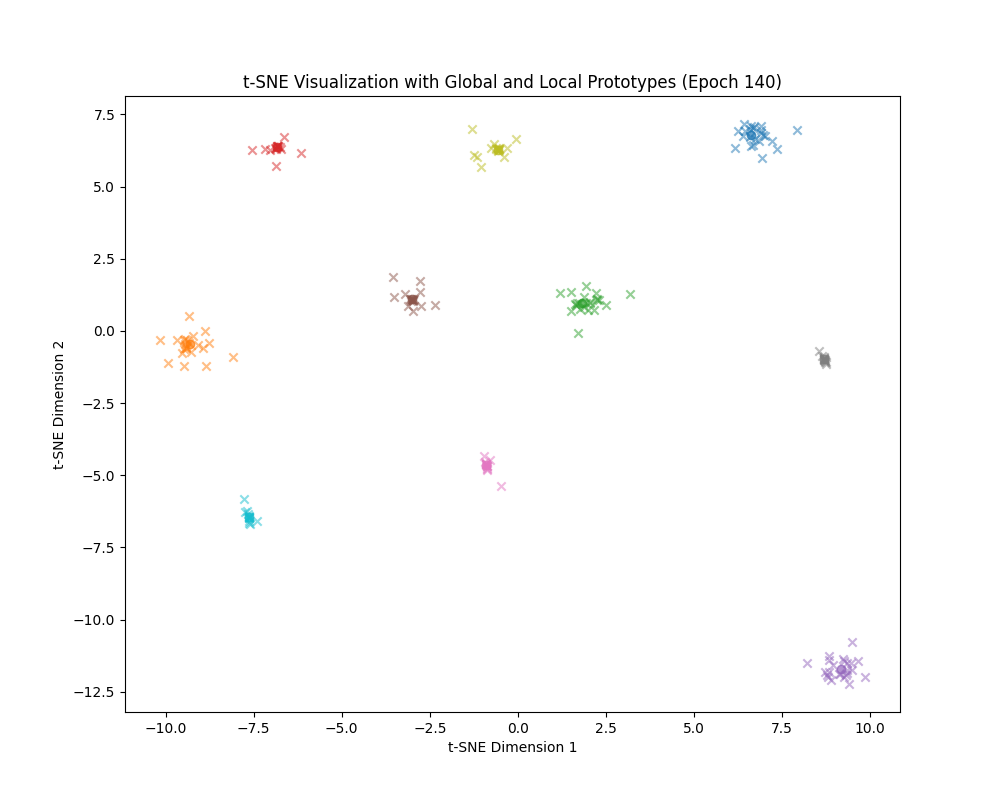 t-SNE Visualization with Global and Local Prototypes (Epoch 140)
7.5
5.0
2.5
0.0
−2.5
−5.0
−7.5
−10.0
−12.5
t-SNE Dimension 2
−10.0 −7.5 −5.0 −2.5 0.0 2.5 5.0 7.5 10.0
t-SNE Dimension 1